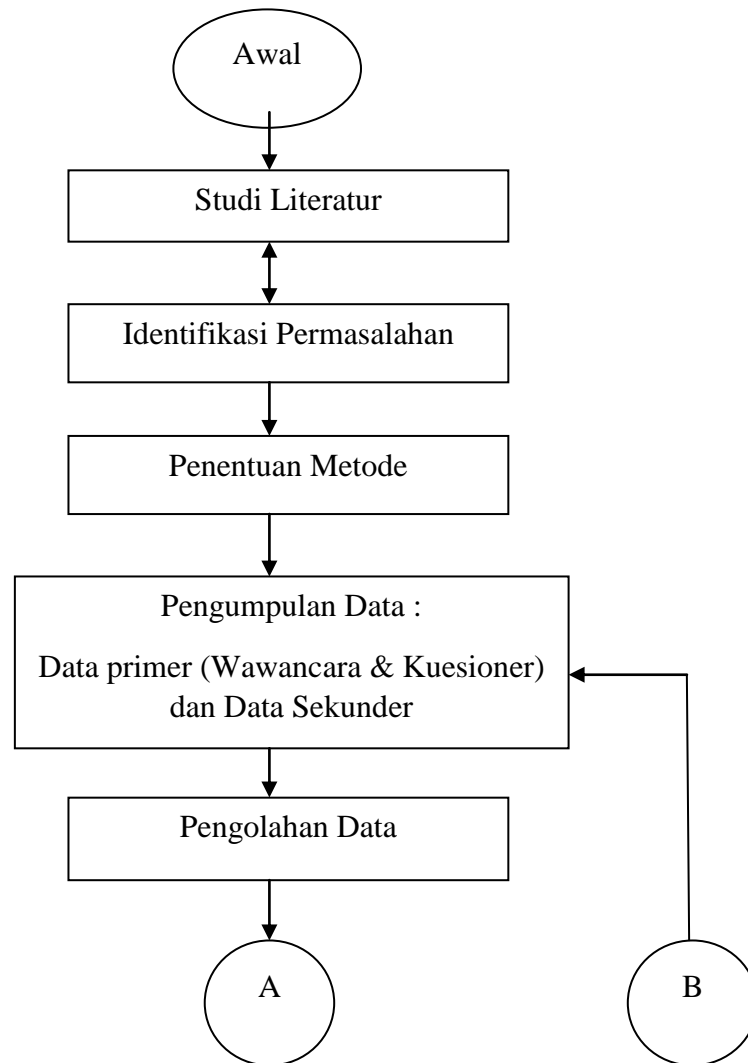 Awal
Studi Literatur
Identifikasi Permasalahan
Penentuan Metode
Pengumpulan Data :
Data primer (Wawancara & Kuesioner)
dan Data Sekunder
Pengolahan Data
A
B